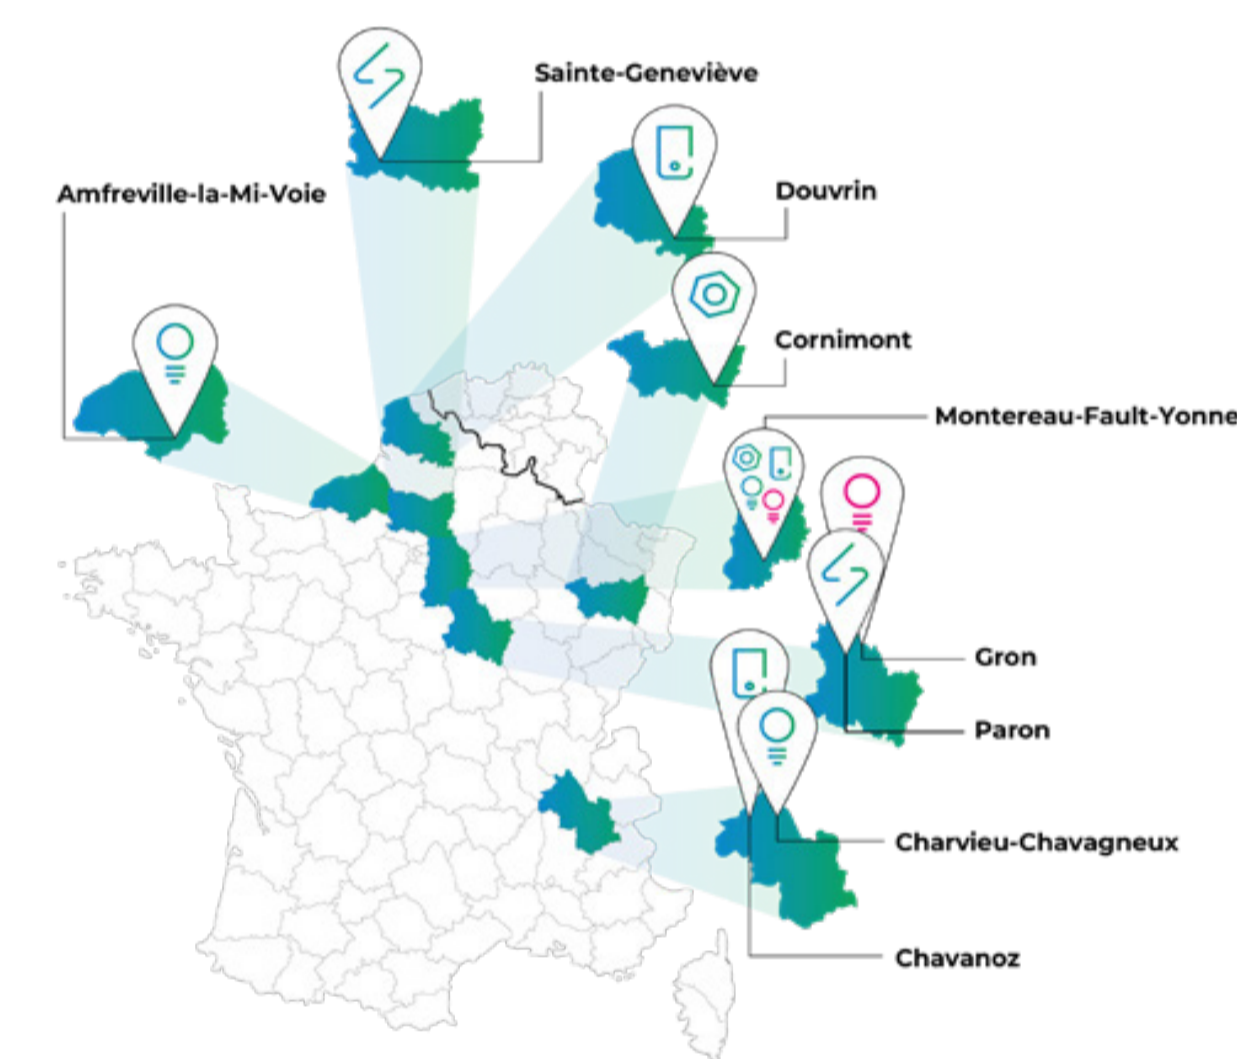 Sainte-Geneviève
Amfreville-la-Mi-Voie
Douvrin
Cornimont
Montereau-Fault-Yonne
Gron
Paron
Charvieu-Chavagneux
Chavanoz